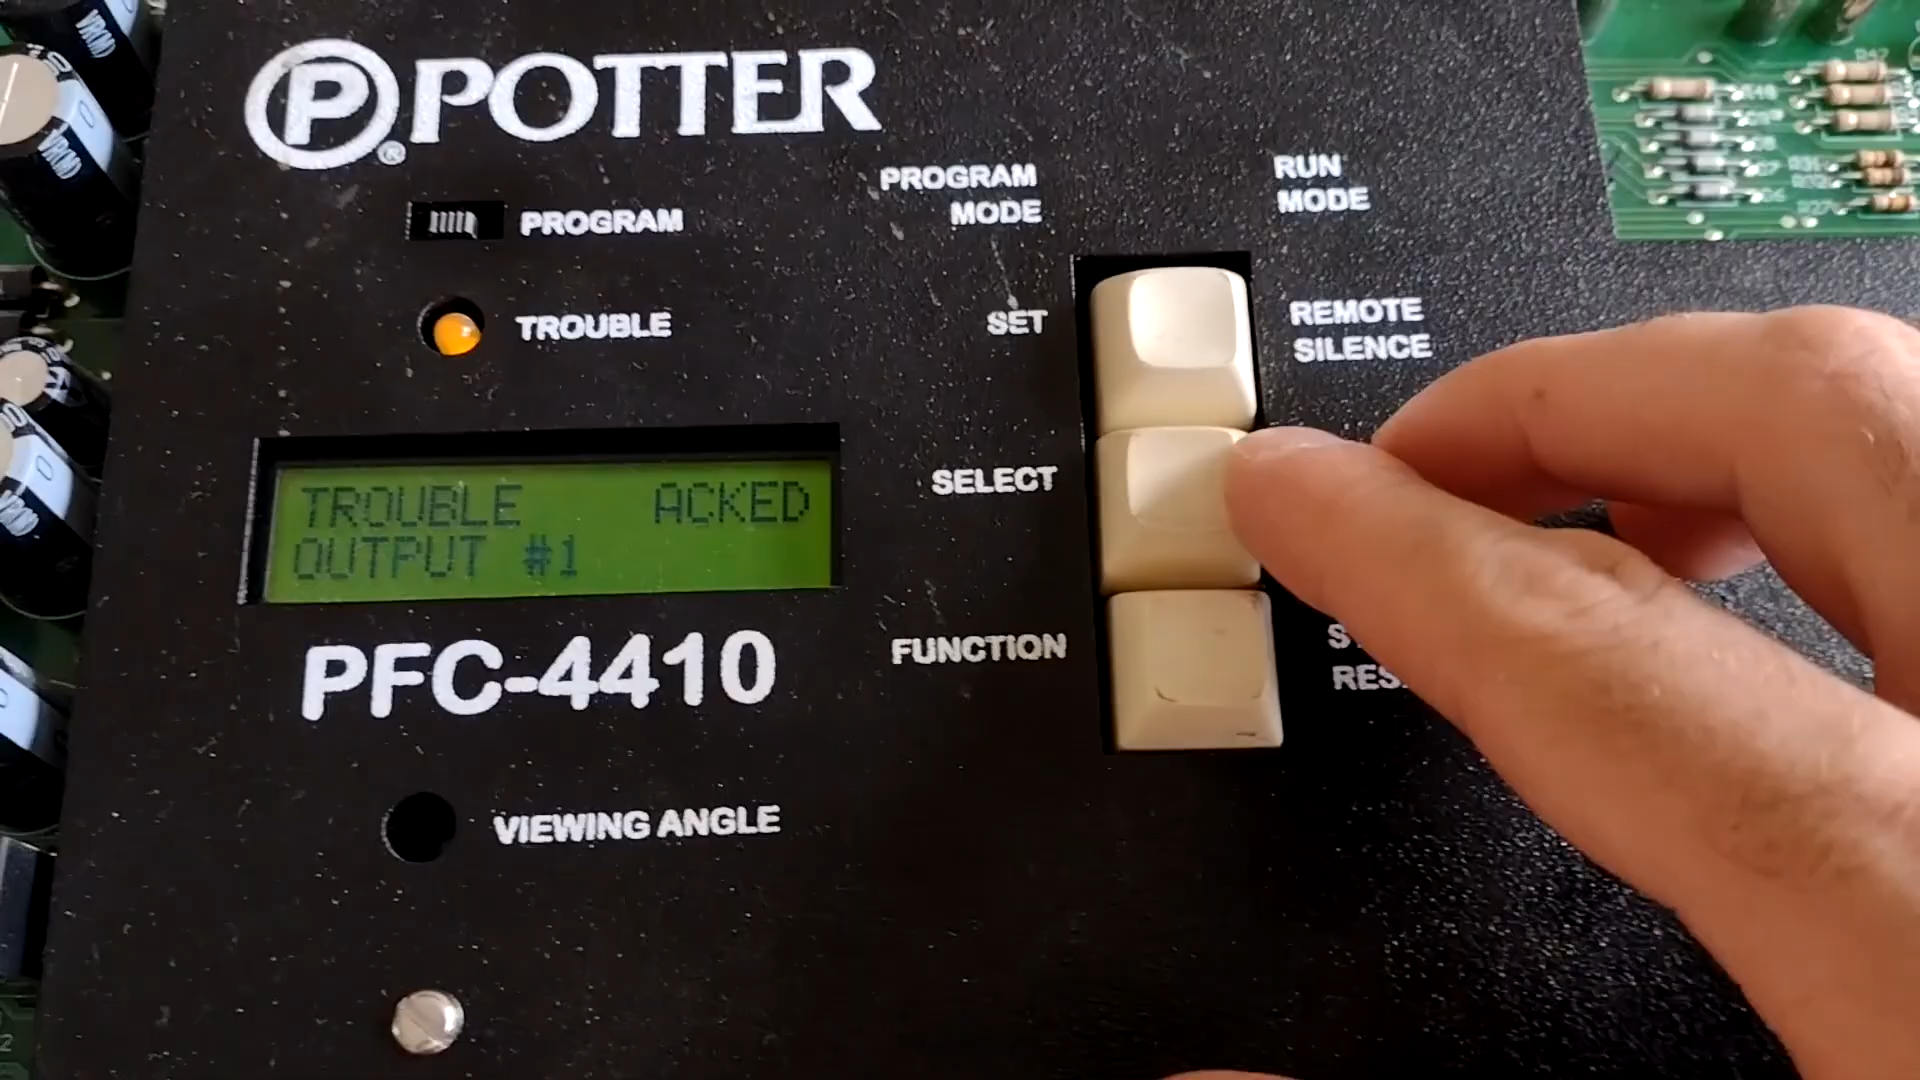 P® POTTER
PROGRAM
MODE
RUN
MODE
PROGRAM
TROUBLE
SET
REMOTE
SILENCE
TROUBLE ACKED
OUTPUT #1
SELECT
FUNCTION
PFC-4410
VIEWING ANGLE